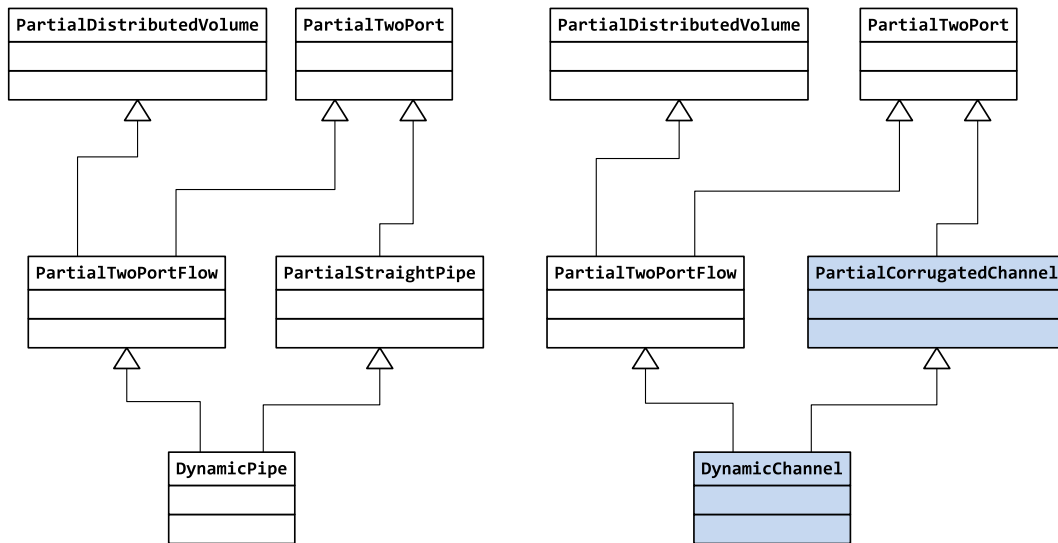 PartialDistributedVolume
PartialTwoPort
PartialTwoPortFlow
PartialStraightPipe
DynamicPipe
PartialDistributedVolume
PartialTwoPort
PartialTwoPortFlow
PartialCorrugatedChannel
DynamicChannel